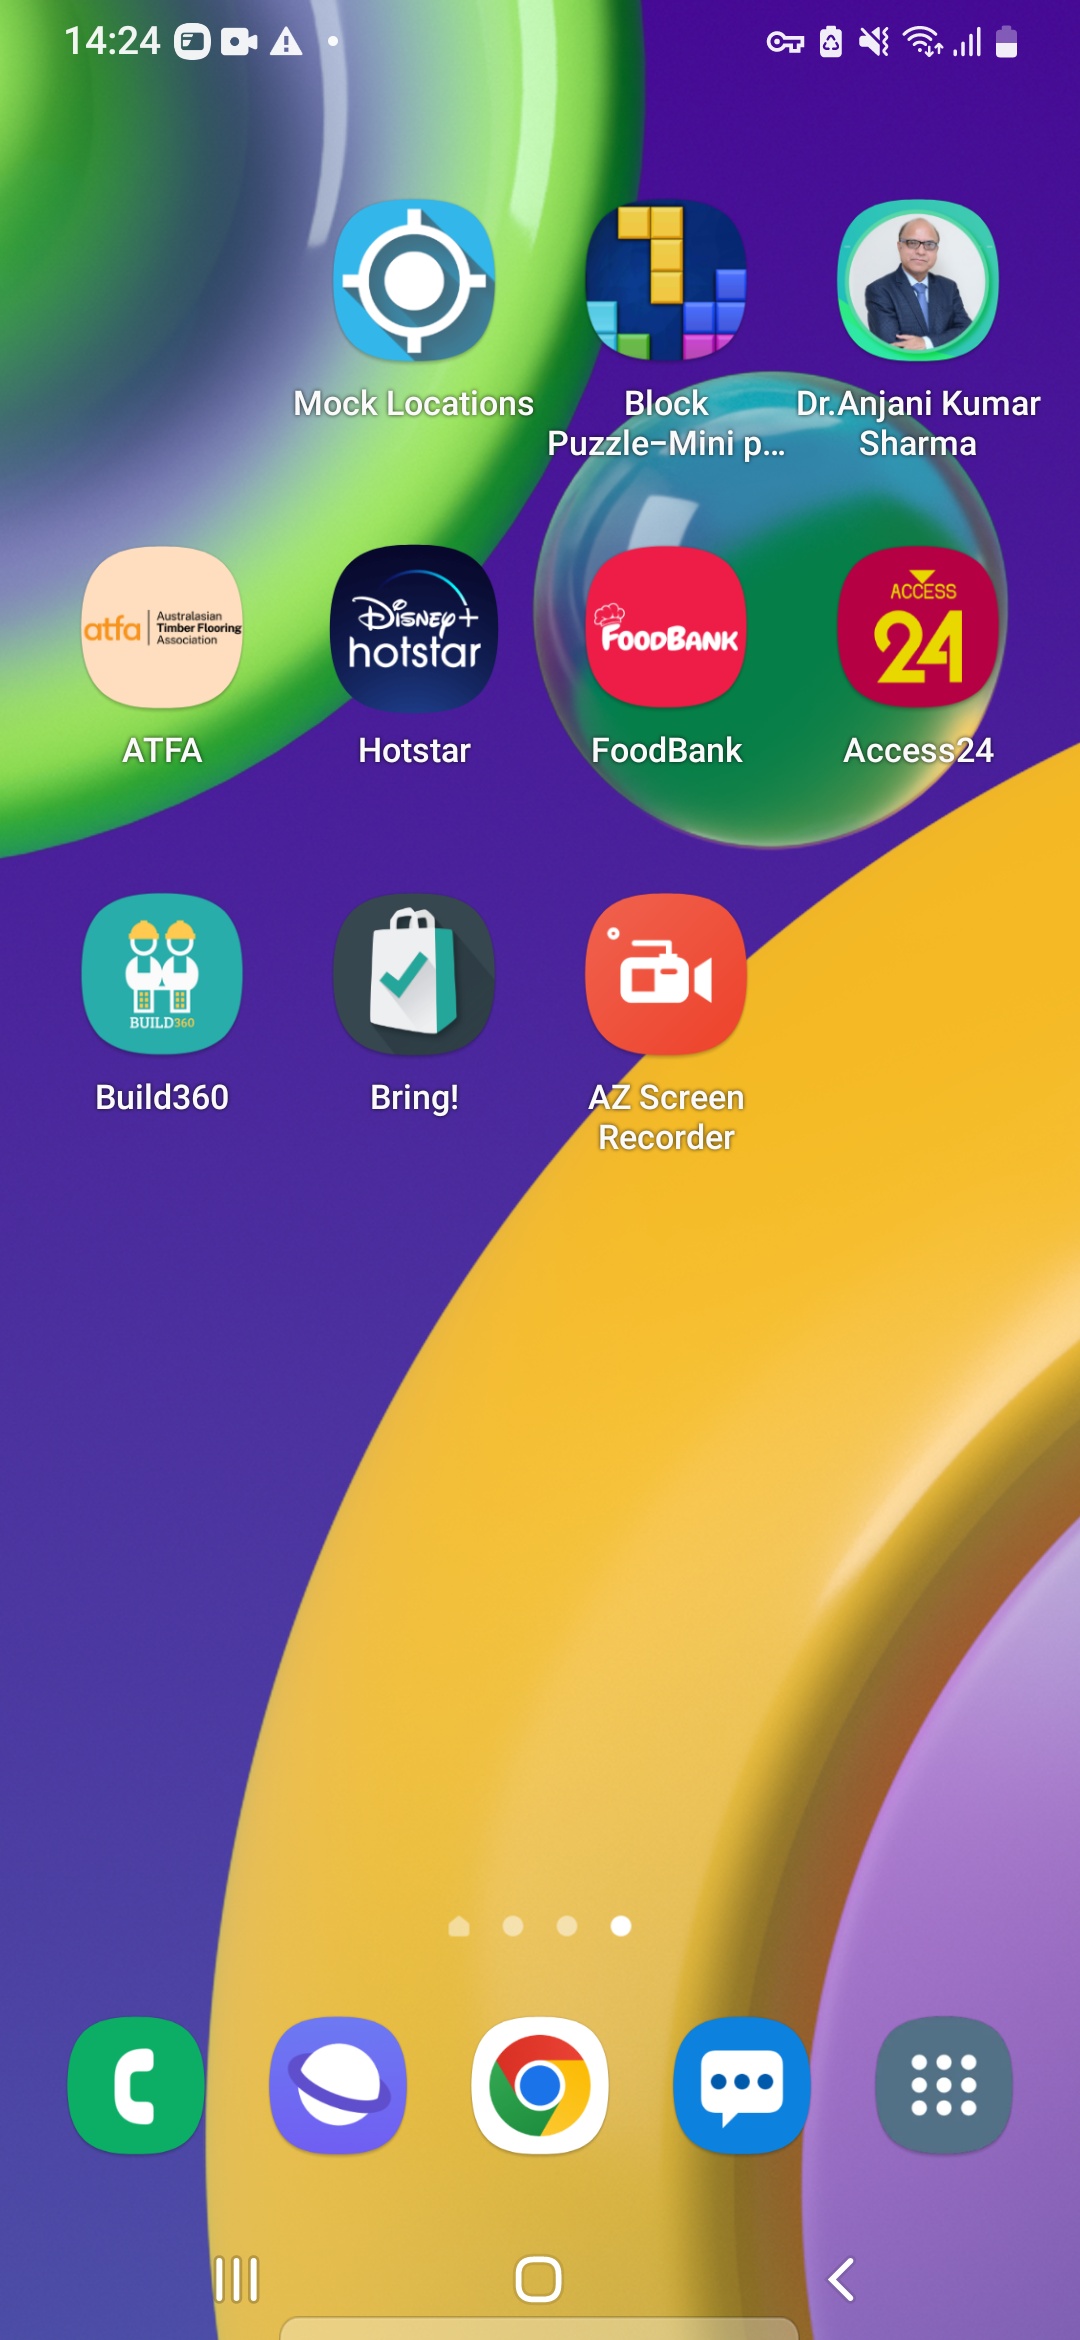 14:24
Mock Locations
Block
Puzzle–Mini p...
Dr.Anjani Kumar
Sharma
atfa
Australasian
Timber Flooring
Association
Disney+
hotstar
FOODBANK
ACCESS
24
ATFA
Hotstar
FoodBank
Access24
BUILD360
Build360
Bring!
AZ Screen
Recorder